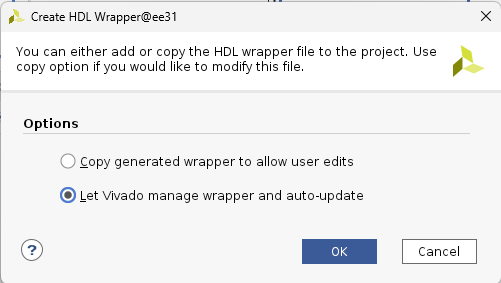 Create HDL Wrapper@ee31
You can either add or copy the HDL wrapper file to the project. Use
copy option if you would like to modify this file.
Options
Copy generated wrapper to allow user edits
Let Vivado manage wrapper and auto-update
?
OK
Cancel